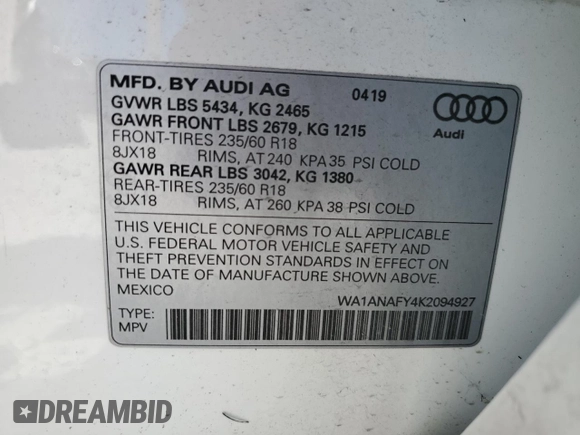 MFD. BY AUDI AG 0419
GVWR LBS 5434, KG 2465
GAWR FRONT LBS 2679, KG 1215
FRONT-TIRES 235/60 R18
8JX18 RIMS, AT 240 KPA 35 PSI COLD
GAWR REAR LBS 3042, KG 1380
REAR-TIRES 235/60 R18
8JX18 RIMS, AT 260 KPA 38 PSI COLD
Audi
THIS VEHICLE CONFORMS TO ALL APPLICABLE
U.S. FEDERAL MOTOR VEHICLE SAFETY AND
THEFT PREVENTION STANDARDS IN EFFECT ON
THE DATE OF MANUFACTURE SHOWN ABOVE.
MEXICO WA1ANAFY4K2094927
TYPE:
MPV
DREAMBID